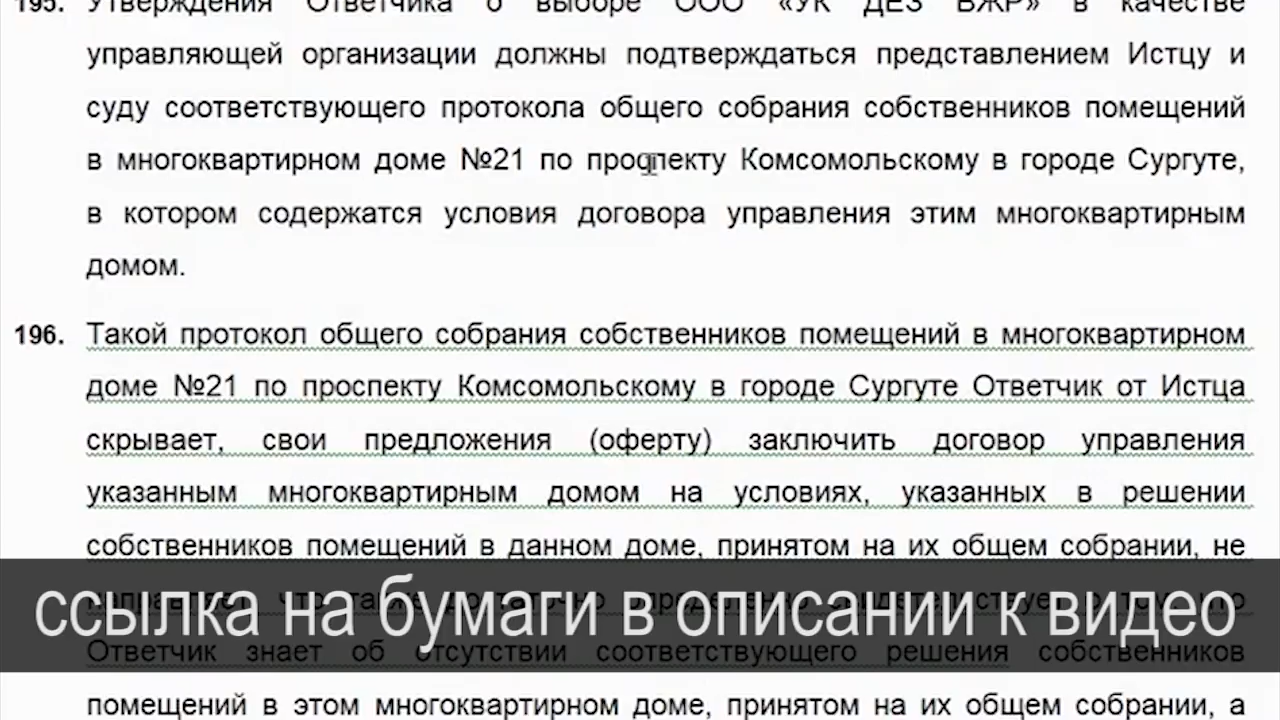 195. Утверждения Ответчика о выборе ООО «УК ДЕЗ ВЖР» в качестве
управляющей организации должны подтверждаться представлением Истцу и
суду соответствующего протокола общего собрания собственников помещений
в многоквартирном доме №21 по проспекту Комсомольскому в городе Сургуте,
в котором содержатся условия договора управления этим многоквартирным
домом.
196. Такой протокол общего собрания собственников помещений в многоквартирном
доме №21 по проспекту Комсомольскому в городе Сургуте Ответчик от Истца
скрывает, свои предложения (оферту) заключить договор управления
указанным многоквартирным домом на условиях, указанных в решении
собственников помещений в данном доме, принятом на их общем собрании, не
ссылка на бумаги в описании к видео
Ответчик знает об отсутствии соответствующего решения собственников
помещений в этом многоквартирном доме, принятом на их общем собрании, а